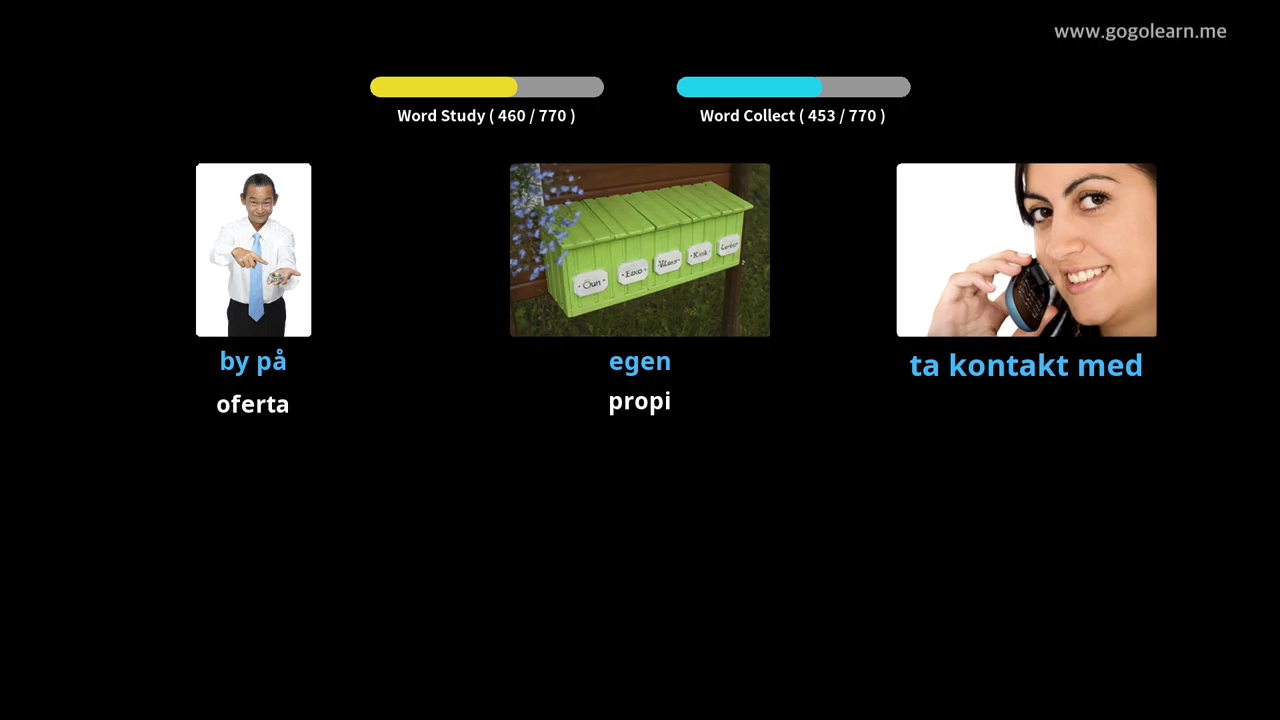 www.gogolearn.me
Word Study ( 460 / 770 )
Word Collect ( 453 / 770 )
by på
egen
ta kontakt med
oferta
propi